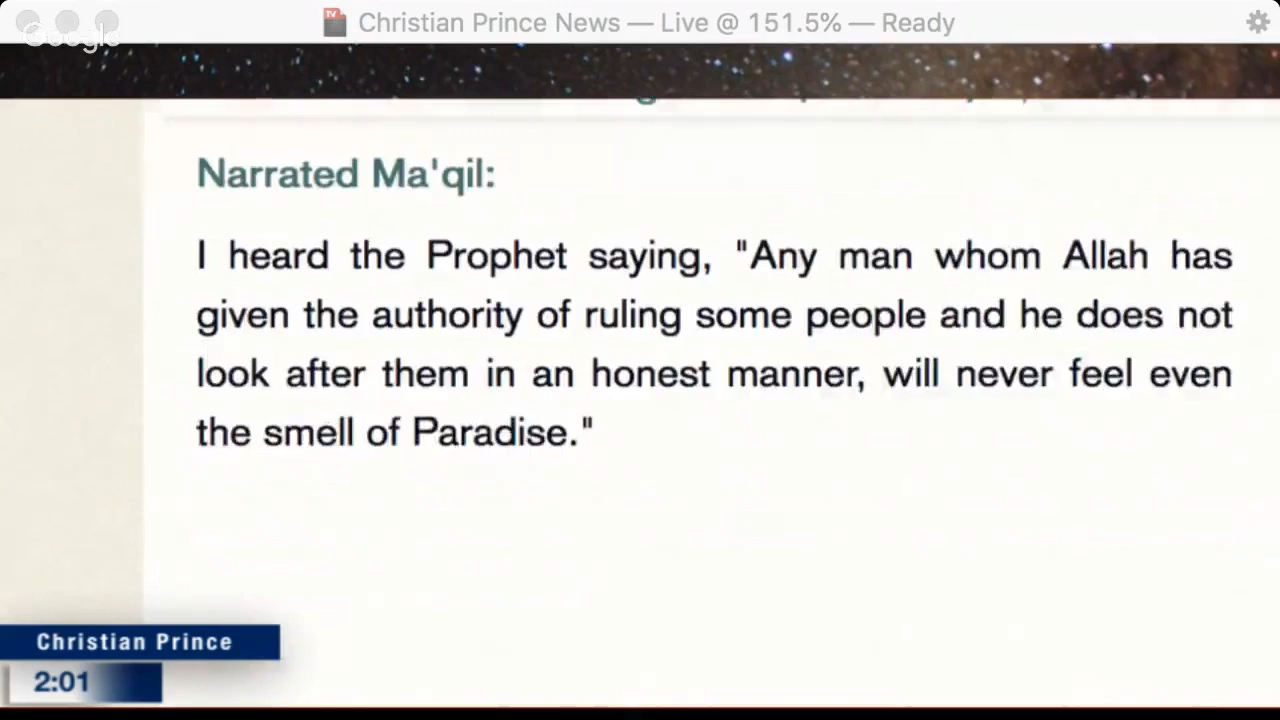 Christian Prince News — Live @ 151.5% — Ready
Google
Narrated Ma'qil:
I heard the Prophet saying, "Any man whom Allah has
given the authority of ruling some people and he does not
look after them in an honest manner, will never feel even
the smell of Paradise."
Christian Prince
2:01